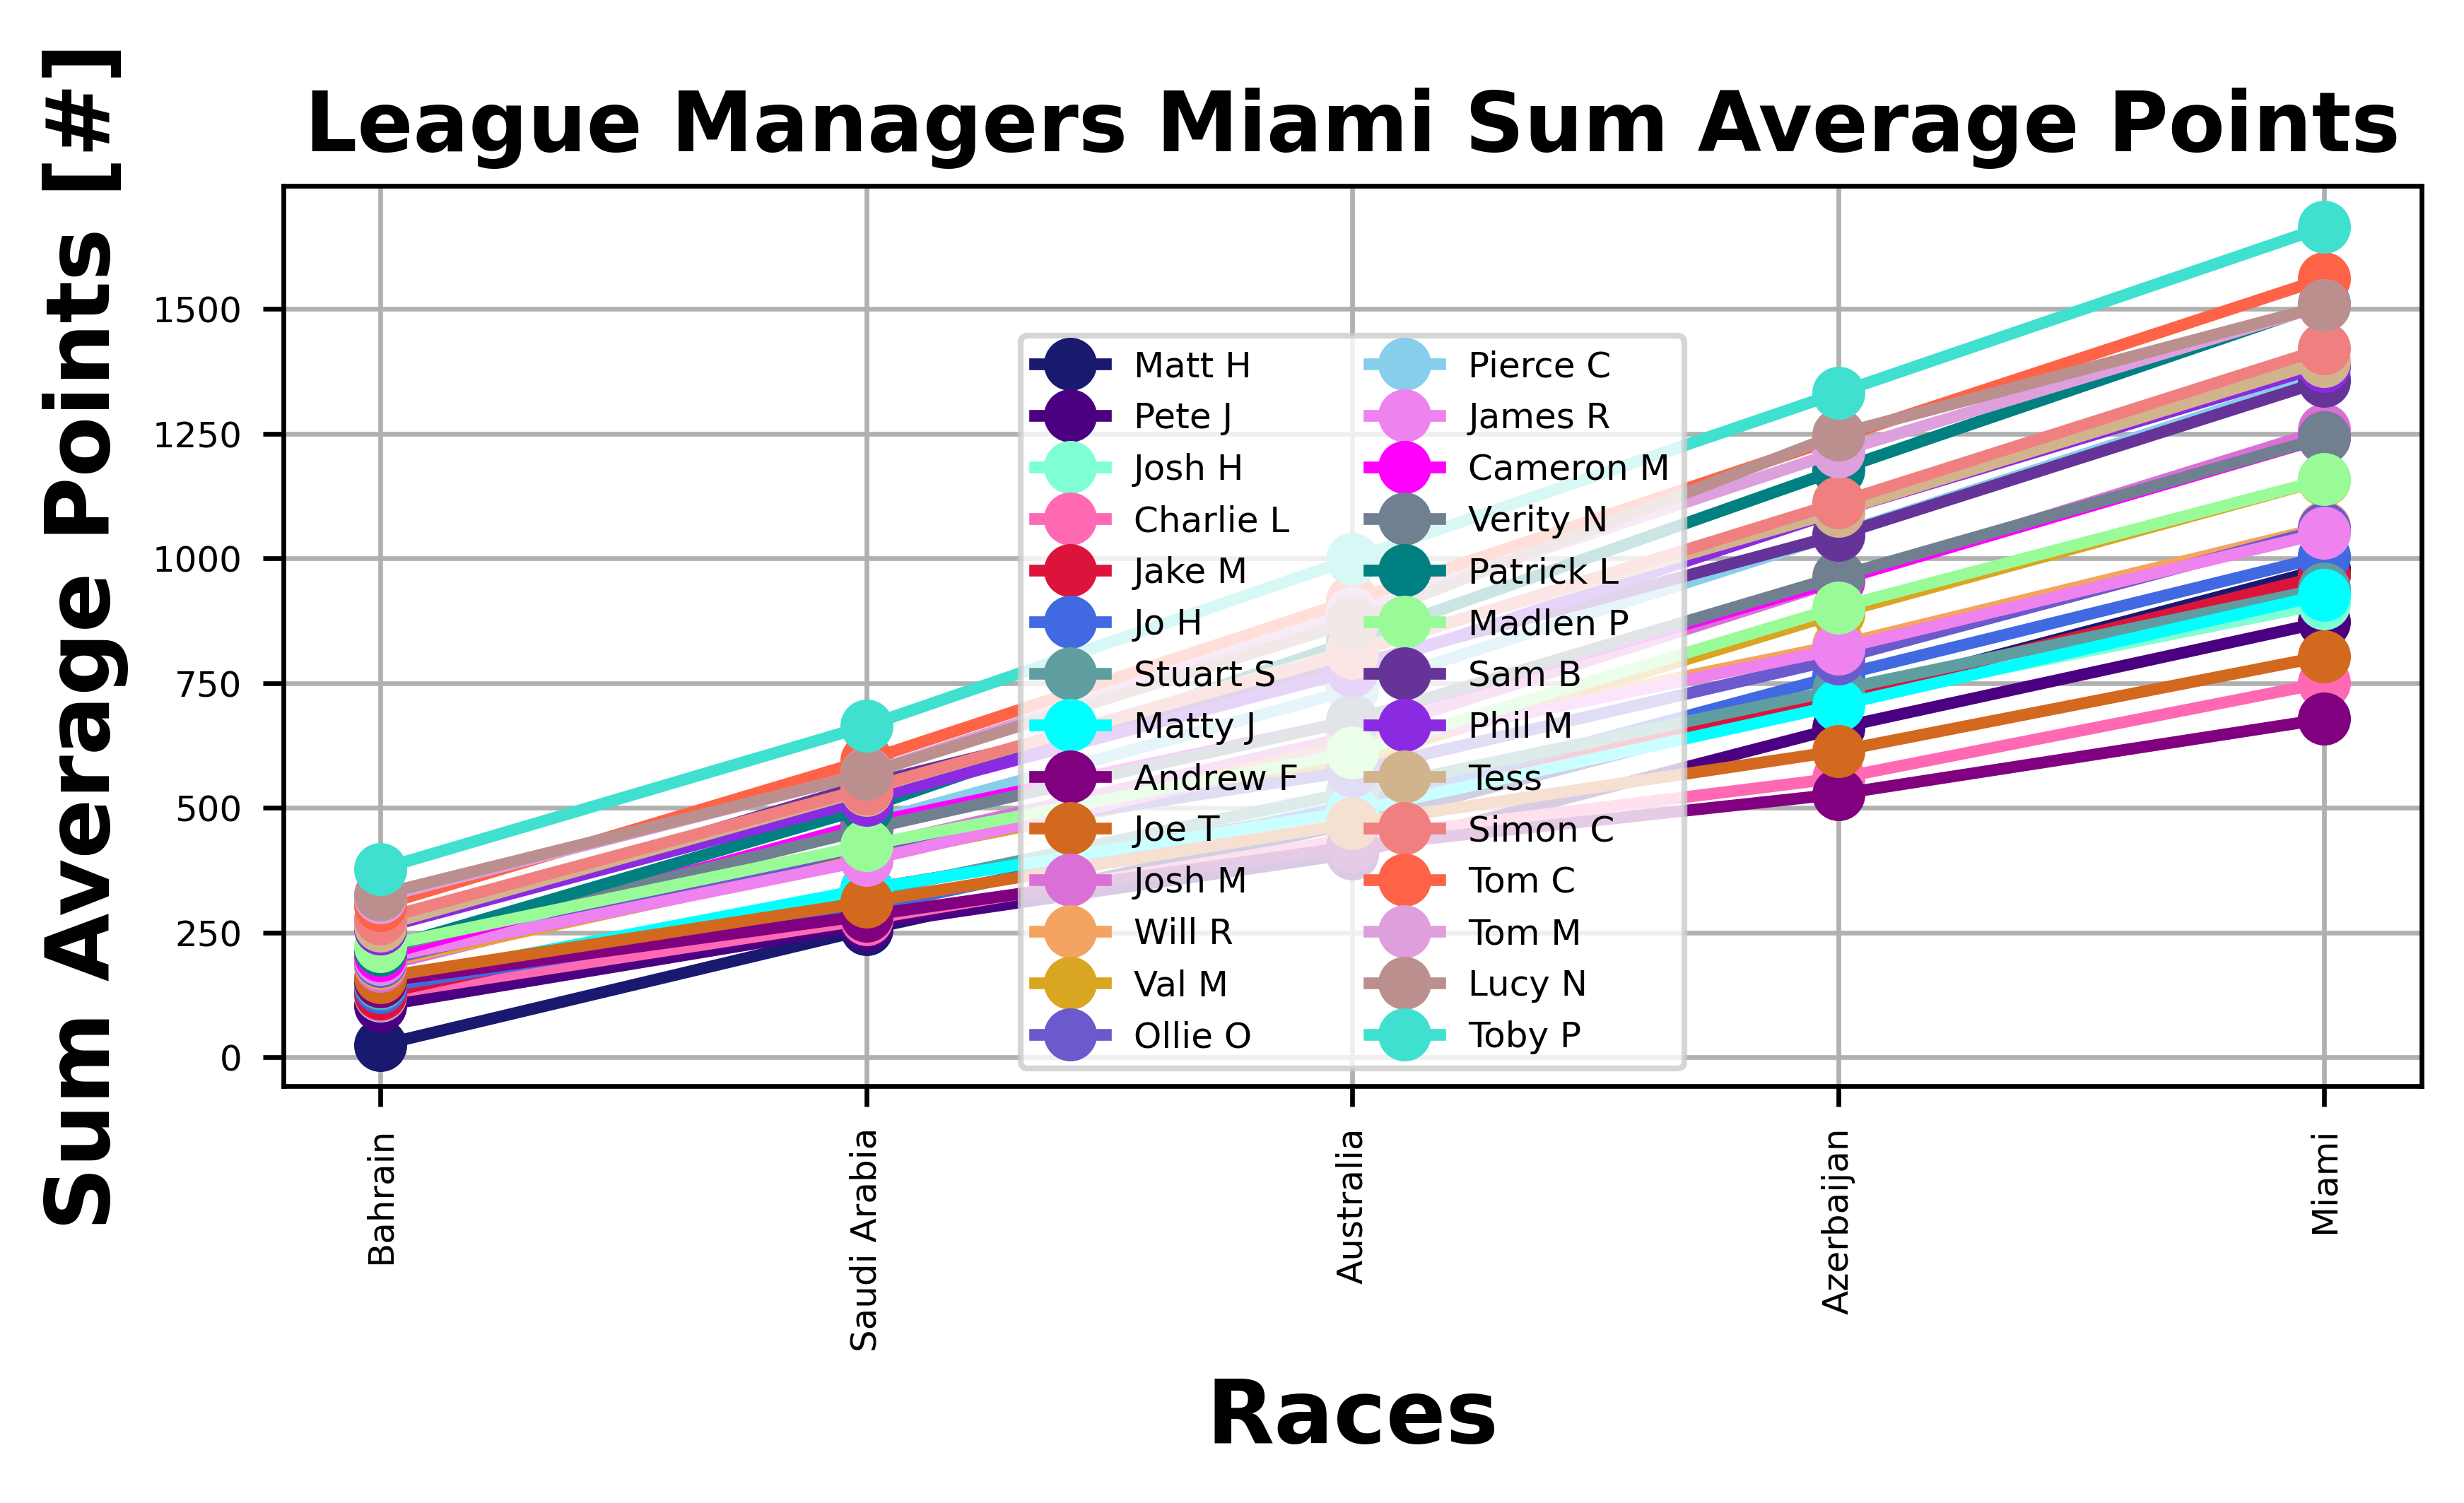 League Managers Miami Sum Average Points
Sum Average Points [#]
1500
1250
1000
750
500
250
0
Matt H
Pete J
Josh H
Charlie L
Jake M
Jo H
Stuart S
Matty J
Andrew F
Joe T
Josh M
Will R
Val M
Ollie O
Pierce C
James R
Cameron M
Verity N
Patrick L
Madlen P
Sam B
Phil M
Tess
Simon C
Tom C
Tom M
Lucy N
Toby P
Bahrain
Saudi Arabia
Australia
Azerbaijan
Miami
Races